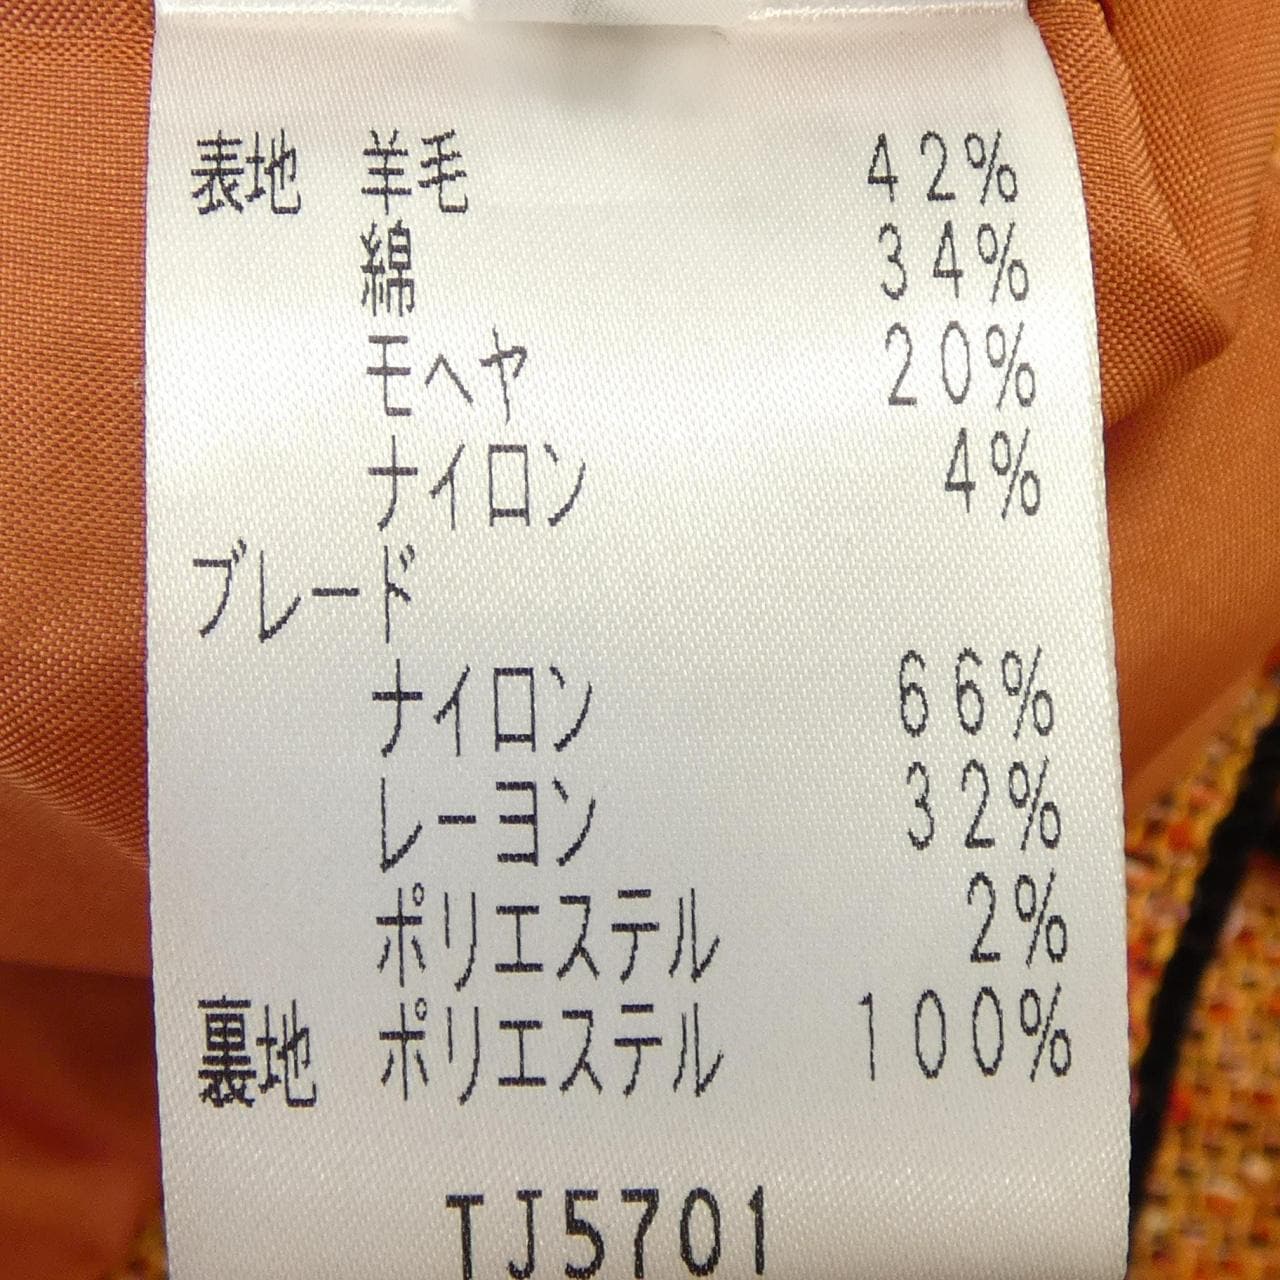 表地 羊毛 42%
綿 34%
モヘヤ 20%
ナイロン 4%
ブレード
ナイロン 66%
レーヨン 32%
ポリエステル 2%
裏地 ポリエステル 100%
TJ5701